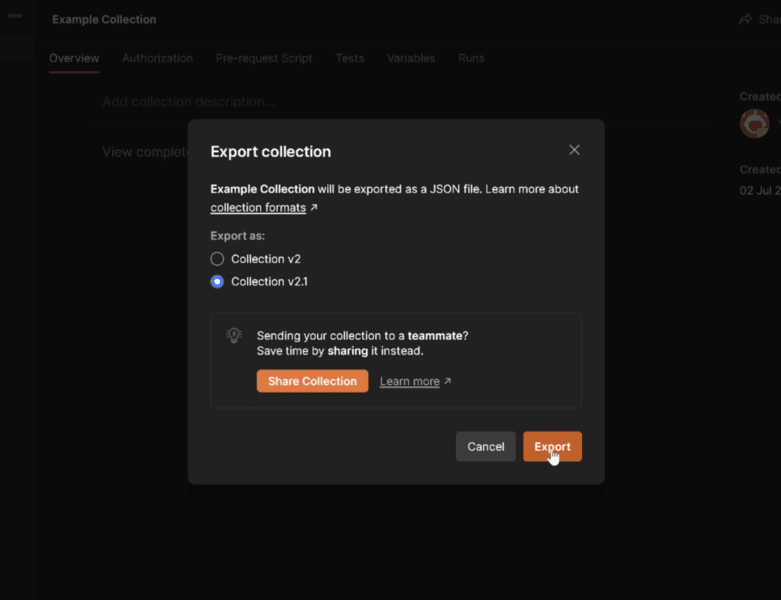 Example Collection
Overview Authorization Pre-request Script Tests Variables Runs
Add collection description...
Created
02 Jul
Export collection
Example Collection will be exported as a JSON file. Learn more about
collection formats ↗
Export as:
Collection v2
Collection v2.1
Sending your collection to a teammate?
Save time by sharing it instead.
Share Collection Learn more ↗
Cancel Export
View
Created